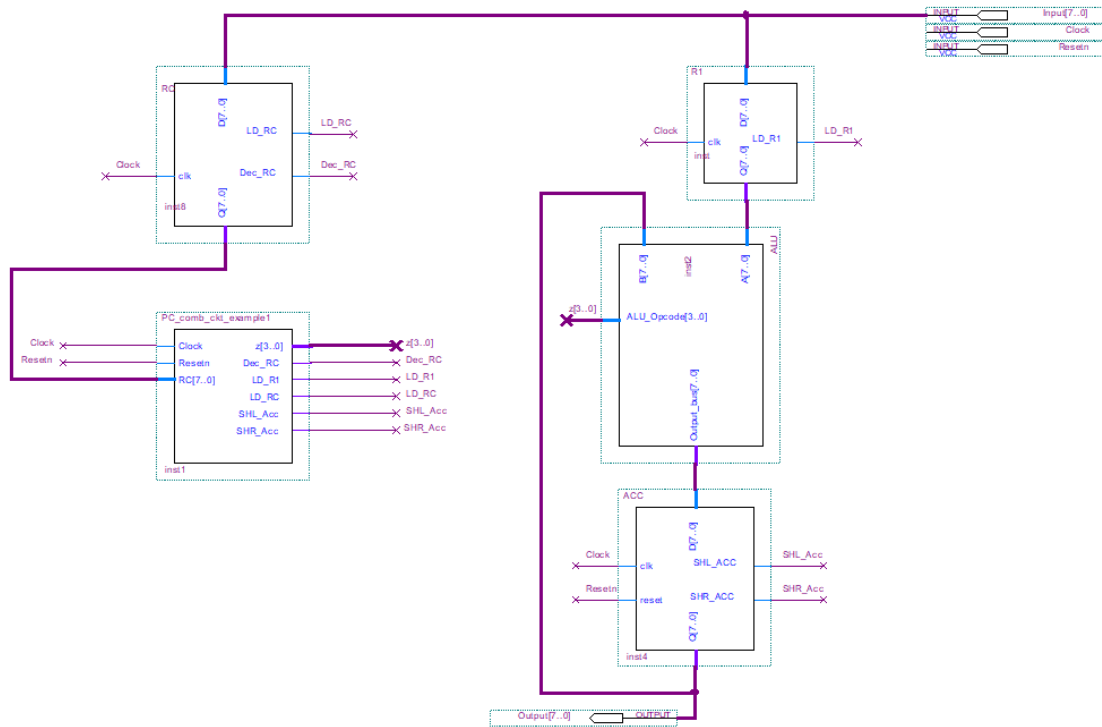 INPUT
VCC
Input[7..0]
INPUT
VCC
Clock
INPUT
VCC
Resetn
RC
D[7..0]
LD_RC
LD_RC
Clock
clk
Dec_RC
Dec_RC
Q[7..0]
inst8
R1
D[7..0]
Clock
clk
LD_R1
LD_R1
inst
Q[7..0]
ALU
B[7..0]
inst2
A[7..0]
z[3..0]
ALU_Opcode[3..0]
Output_bus[7..0]
PC_comb_ckt_example1
Clock
Clock
z[3..0]
z[3..0]
Resetn
Resetn
Dec_RC
Dec_RC
RC[7..0]
LD_R1
LD_R1
LD_RC
LD_RC
SHL_Acc
SHL_Acc
SHR_Acc
SHR_Acc
inst1
ACC
D[7..0]
Clock
clk
SHL_ACC
SHL_Acc
Resetn
reset
SHR_ACC
SHR_Acc
Q[7..0]
inst4
Output[7..0]
OUTPUT